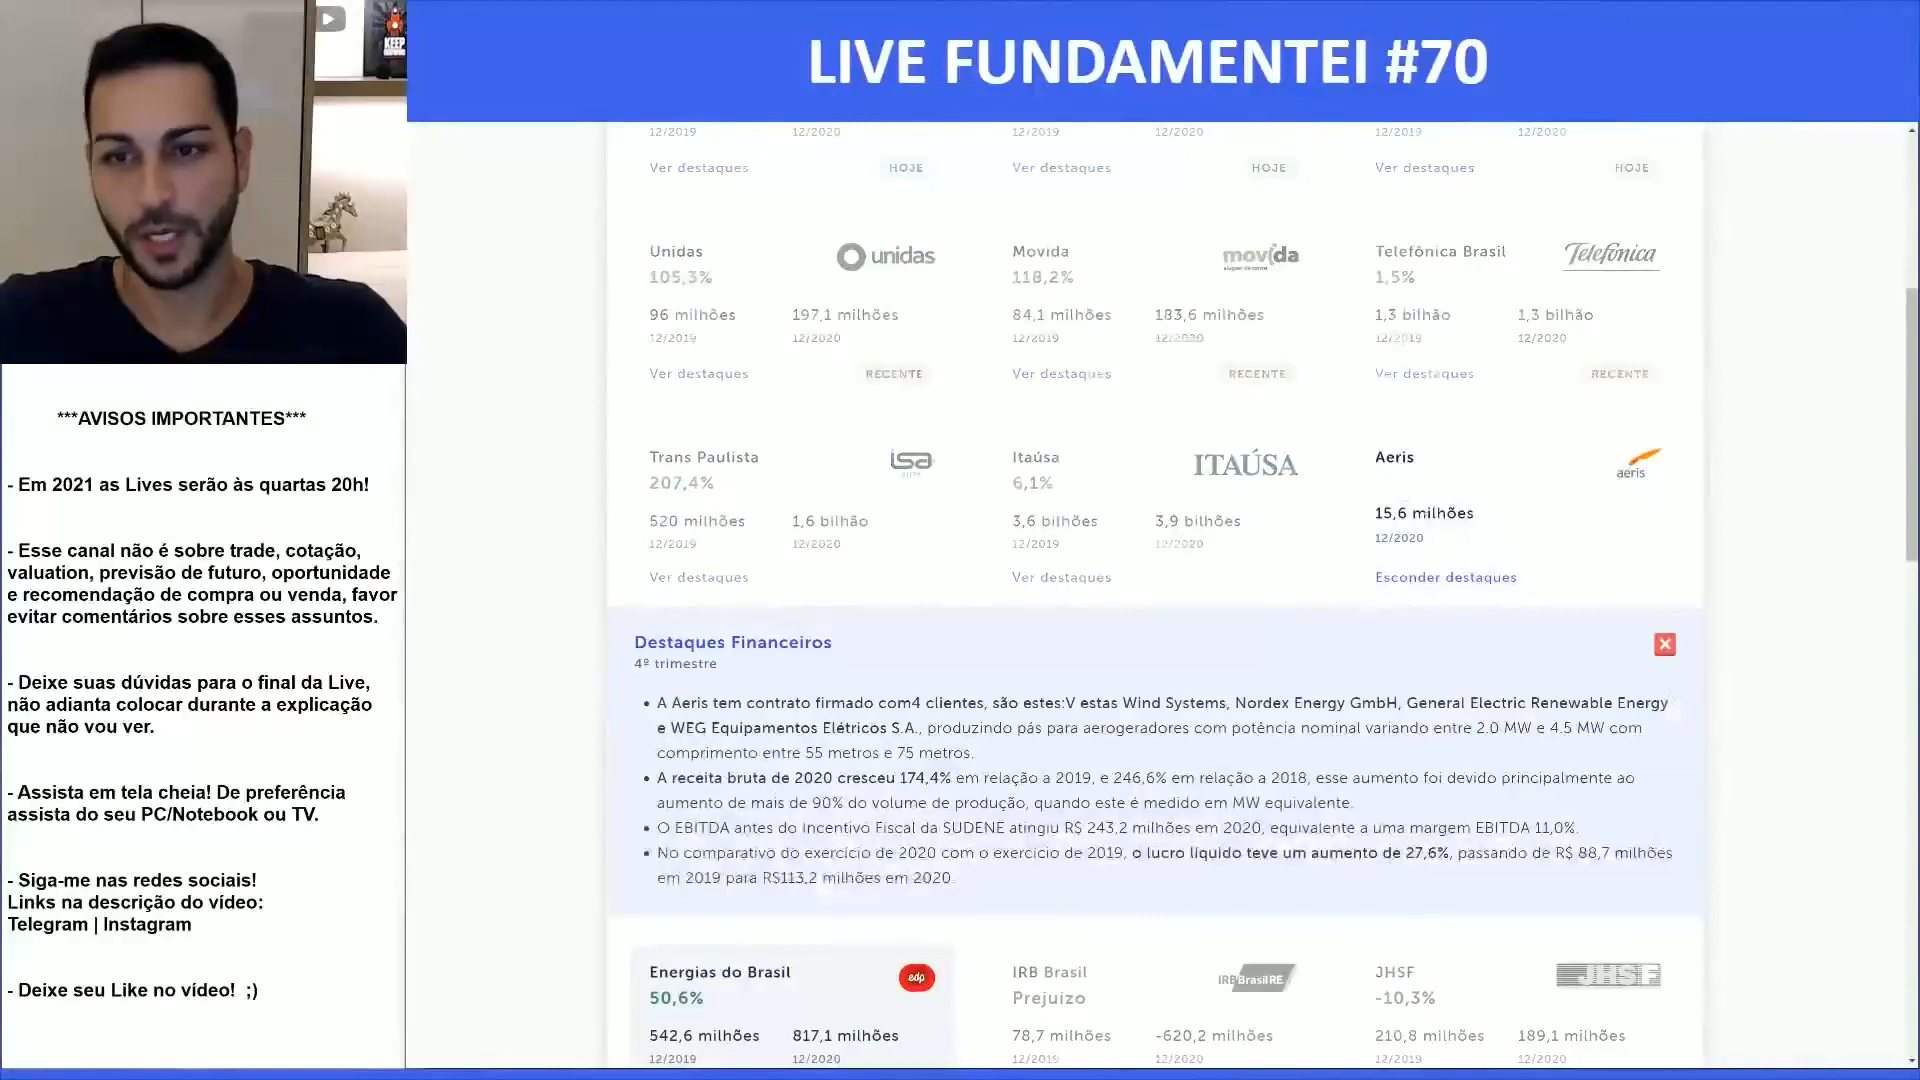 LIVE FUNDAMENTEI #70
KEEP
***AVISOS IMPORTANTES***
- Em 2021 as Lives serão às quartas 20h!
- Esse canal não é sobre trade, cotação,
valuation, previsão de futuro, oportunidade
e recomendação de compra ou venda, favor
evitar comentários sobre esses assuntos.
- Deixe suas dúvidas para o final da Live,
não adianta colocar durante a explicação
que não vou ver.
- Assista em tela cheia! De preferência
assista do seu PC/Notebook ou TV.
- Siga-me nas redes sociais!
Links na descrição do vídeo:
Telegram | Instagram
- Deixe seu Like no vídeo!  ;)
12/2019 12/2020 12/2019 12/2020 12/2019 12/2020
Ver destaques HOJE Ver destaques HOJE Ver destaques HOJE
Unidas unidas Movida movida Telefônica Brasil Telefónica
105,3% 118,2% 1,5%
96 milhões 197,1 milhões 84,1 milhões 183,6 milhões 1,3 bilhão 1,3 bilhão
12/2019 12/2020 12/2019 12/2020 12/2019 12/2020
Ver destaques RECENTE Ver destaques RECENTE Ver destaques RECENTE
Trans Paulista isa Itaúsa ITAÚSA Aeris aeris
207,4% 6,1%
520 milhões 1,6 bilhão 3,6 bilhões 3,9 bilhões 15,6 milhões
12/2019 12/2020 12/2019 12/2020 12/2020
Ver destaques Ver destaques Esconder destaques
Destaques Financeiros
4º trimestre
• A Aeris tem contrato firmado com4 clientes, são estes:V estas Wind Systems, Nordex Energy GmbH, General Electric Renewable Energy
e WEG Equipamentos Elétricos S.A., produzindo pás para aerogeradores com potência nominal variando entre 2.0 MW e 4.5 MW com
comprimento entre 55 metros e 75 metros.
• A receita bruta de 2020 cresceu 174,4% em relação a 2019, e 246,6% em relação a 2018, esse aumento foi devido principalmente ao
aumento de mais de 90% do volume de produção, quando este é medido em MW equivalente.
• O EBITDA antes do Incentivo Fiscal da SUDENE atingiu R$ 243,2 milhões em 2020, equivalente a uma margem EBITDA 11,0%.
• No comparativo do exercício de 2020 com o exercício de 2019, o lucro líquido teve um aumento de 27,6%, passando de R$ 88,7 milhões
em 2019 para R$113,2 milhões em 2020.
Energias do Brasil edp IRB Brasil IRB Brasil RE JHSF JHSF
50,6% Prejuízo -10,3%
542,6 milhões 817,1 milhões 78,7 milhões -620,2 milhões 210,8 milhões 189,1 milhões
12/2019 12/2020 12/2019 12/2020 12/2019 12/2020